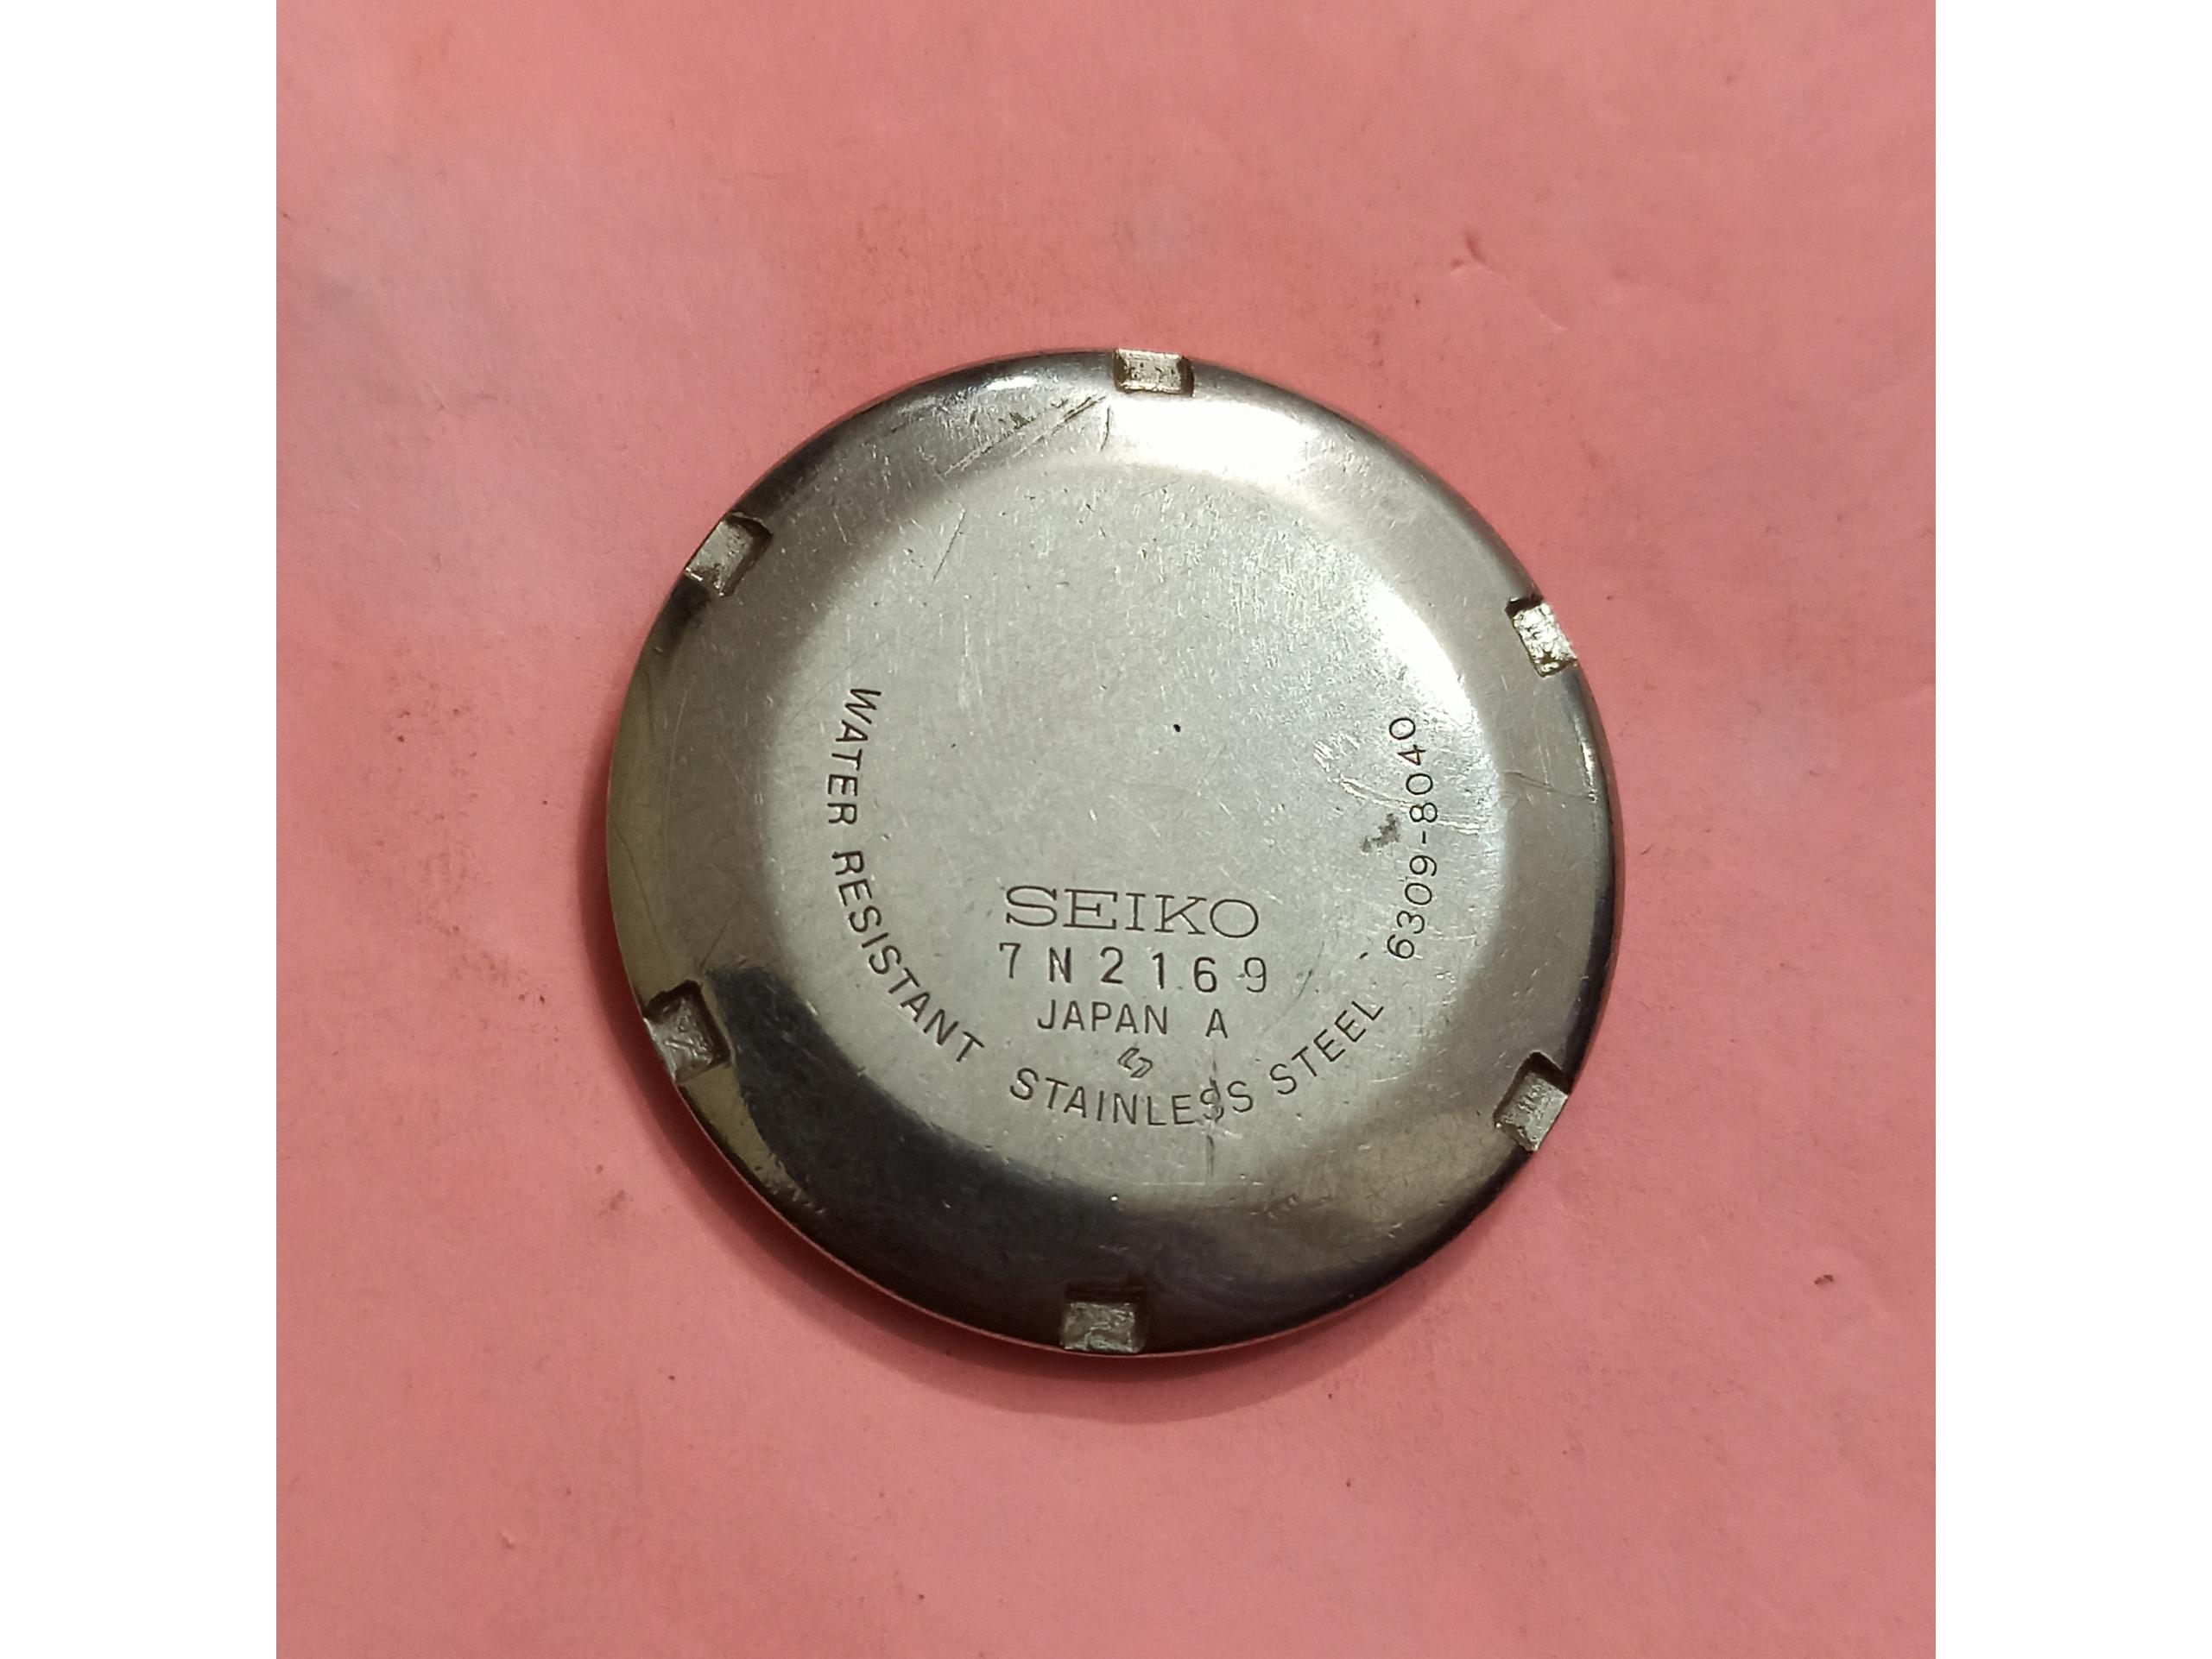 SEIKO
7N2169
JAPAN A
WATER RESISTANT STAINLESS STEEL 6309-8040